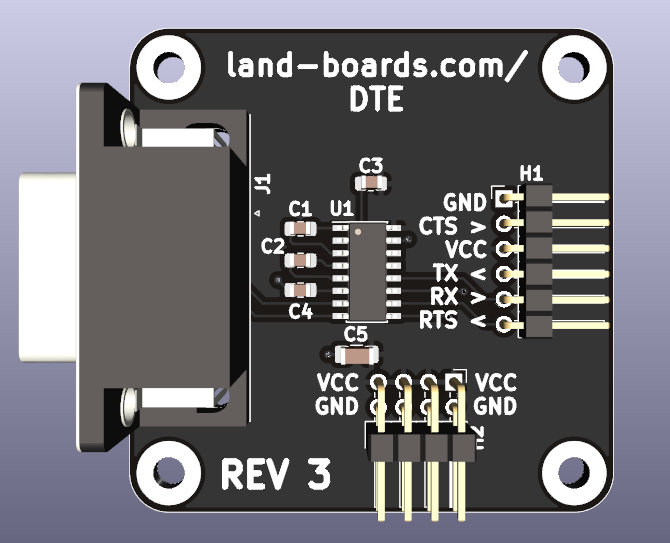 land-boards.com/
DTE
J1
C3
H1
C1
U1
C2
C4
C5
GND
CTS >
VCC
TX <
RX >
RTS <
VCC
VCC
GND
GND
REV 3